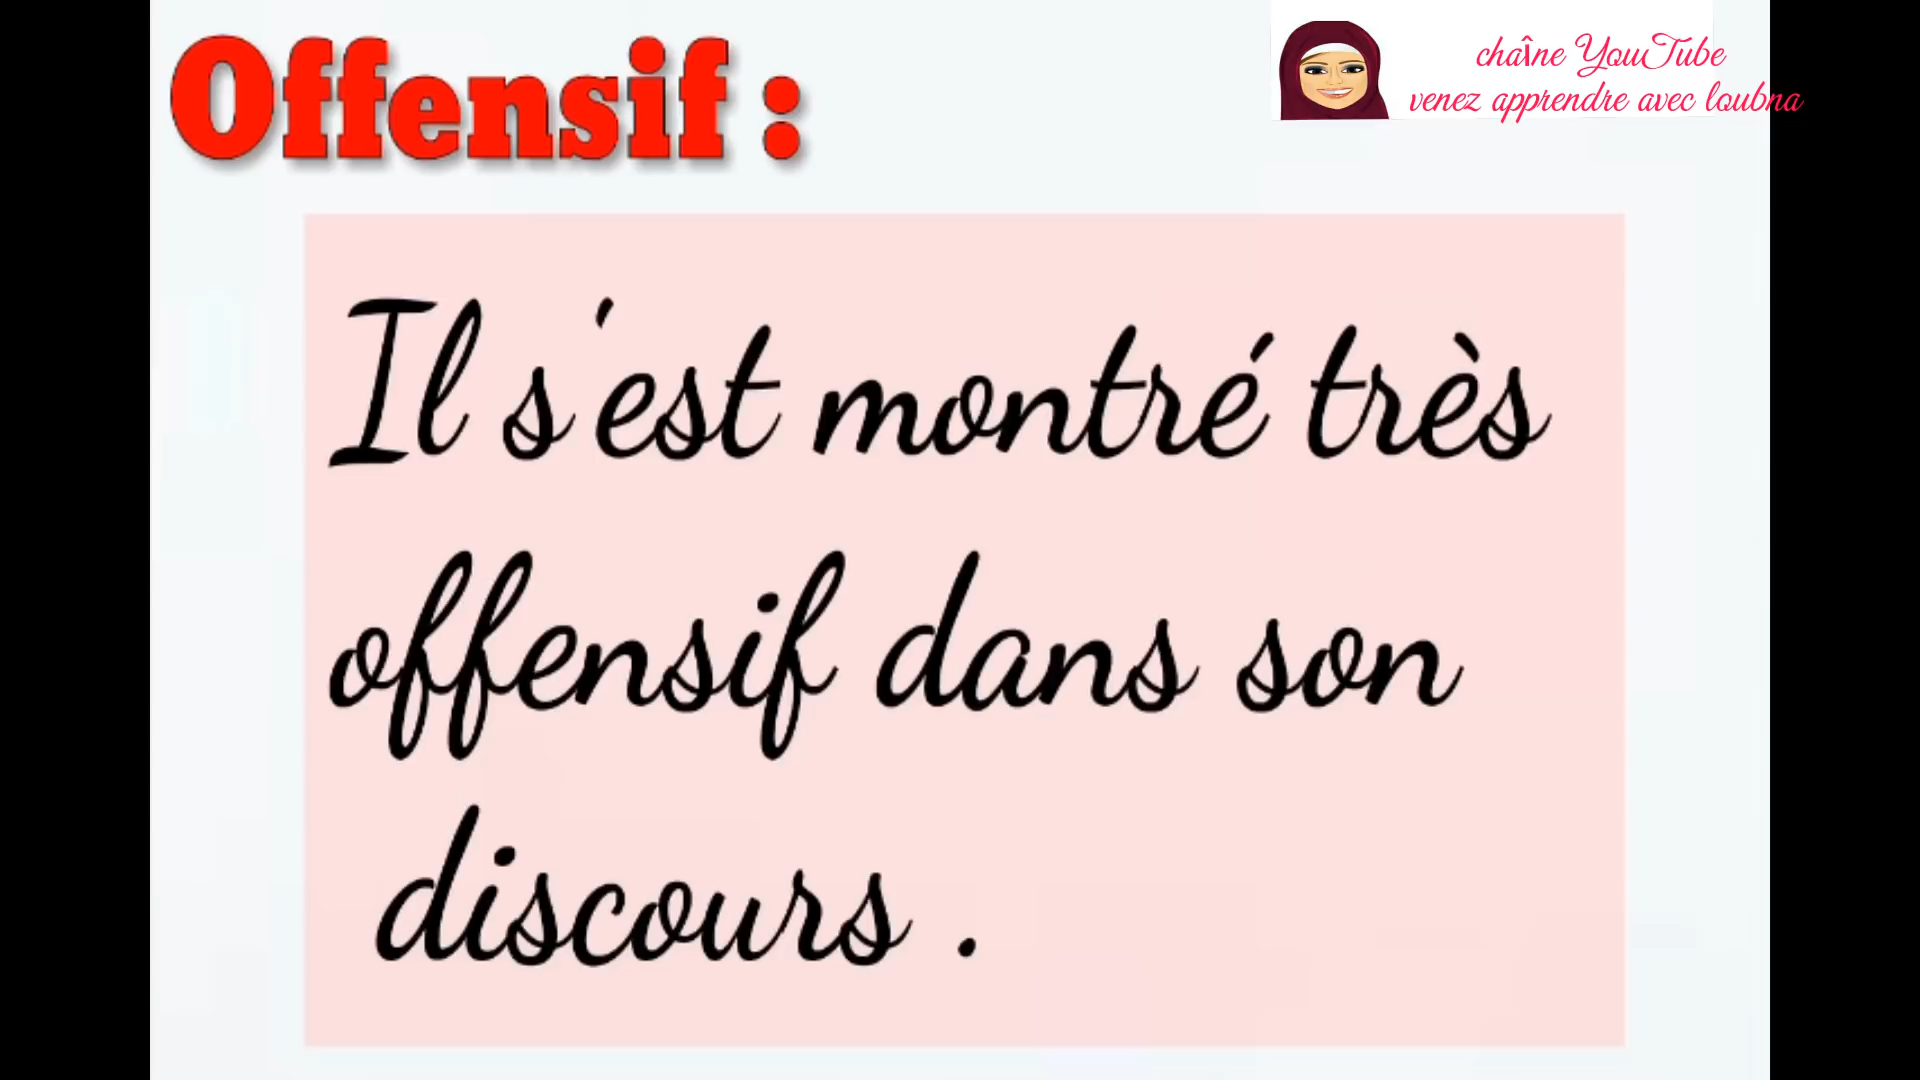 Offensif :
chaîne YouTube
venez apprendre avec loubna
Il s'est montré très
offensif dans son
discours .